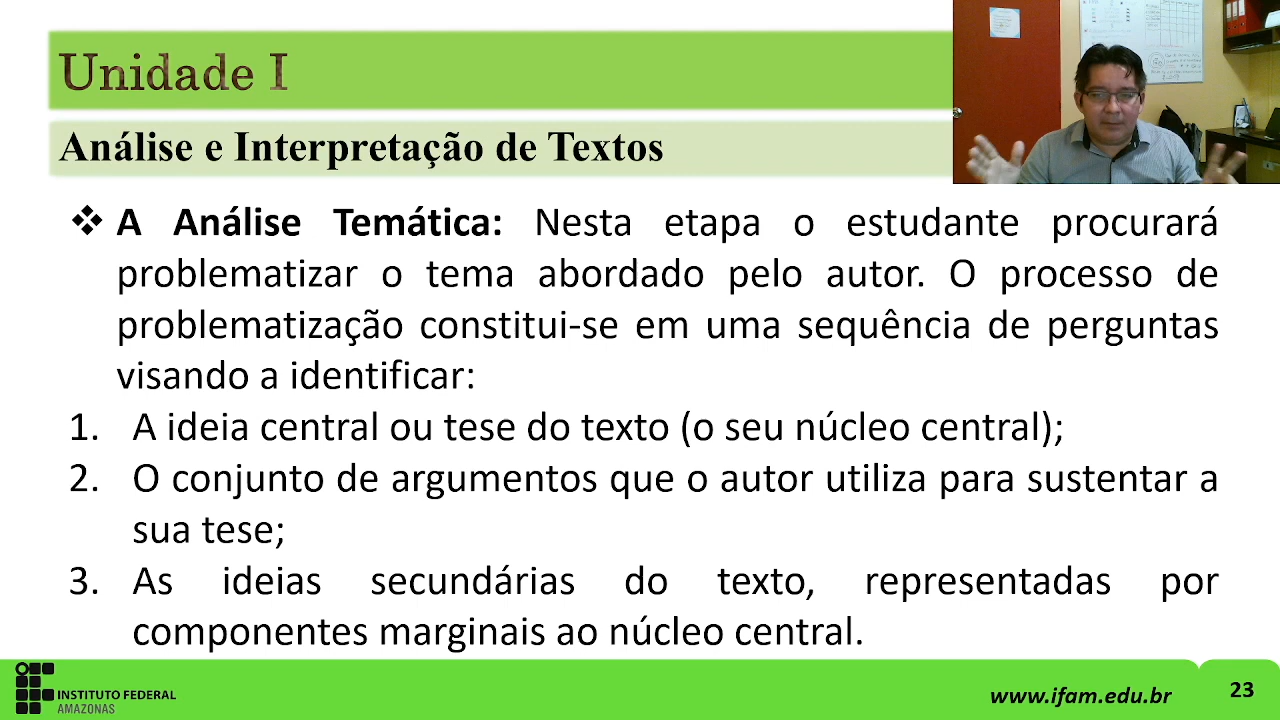 Unidade I
Análise e Interpretação de Textos
❖ A Análise Temática: Nesta etapa o estudante procurará
problematizar o tema abordado pelo autor. O processo de
problematização constitui-se em uma sequência de perguntas
visando a identificar:
1. A ideia central ou tese do texto (o seu núcleo central);
2. O conjunto de argumentos que o autor utiliza para sustentar a
sua tese;
3. As ideias secundárias do texto, representadas por
componentes marginais ao núcleo central.
INSTITUTO FEDERAL
AMAZONAS
www.ifam.edu.br
23